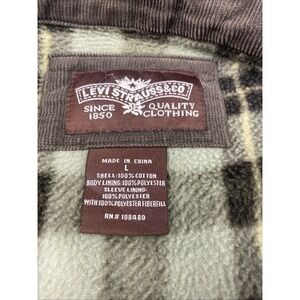 LEVI STRAUSS & CO.
SINCE QUALITY
1850 CLOTHING
MADE IN CHINA
L
SHELL:100% COTTON
BODY LINING:100% POLYESTER
SLEEVE LINING:
100% POLYESTER
WITH 100% POLYESTER FIBERFILL
RN# 108480